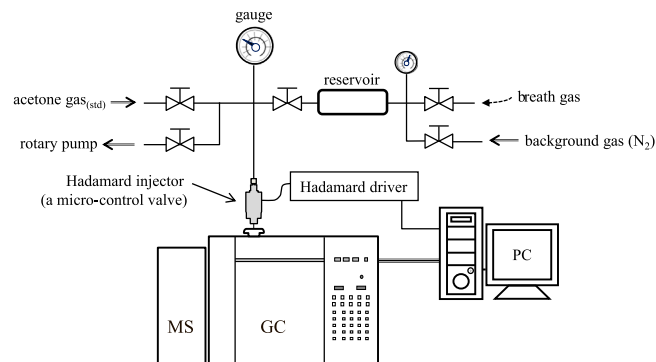 gauge
reservoir
acetone gas(std)
breath gas
rotary pump
background gas (N2)
Hadamard injector
(a micro-control valve)
Hadamard driver
PC
MS
GC